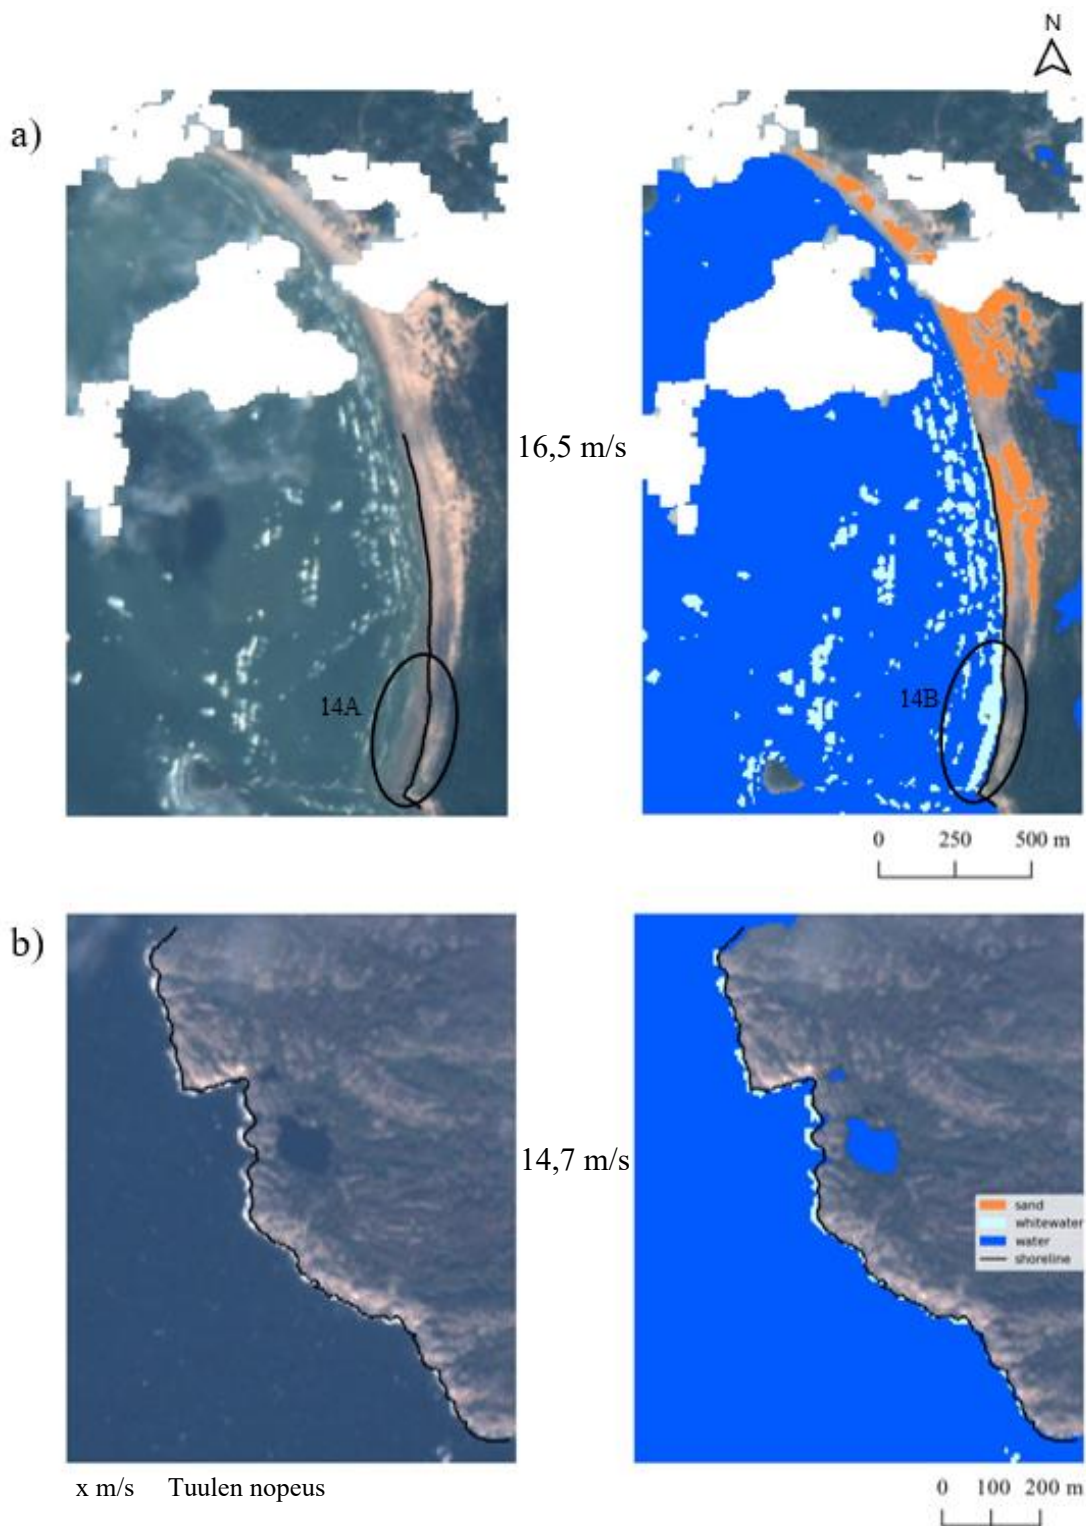 N
a)
16,5 m/s
14A
14B
0 250 500 m
b)
14,7 m/s
sand
whitewater
water
shoreline
x m/s Tuulen nopeus
0 100 200 m